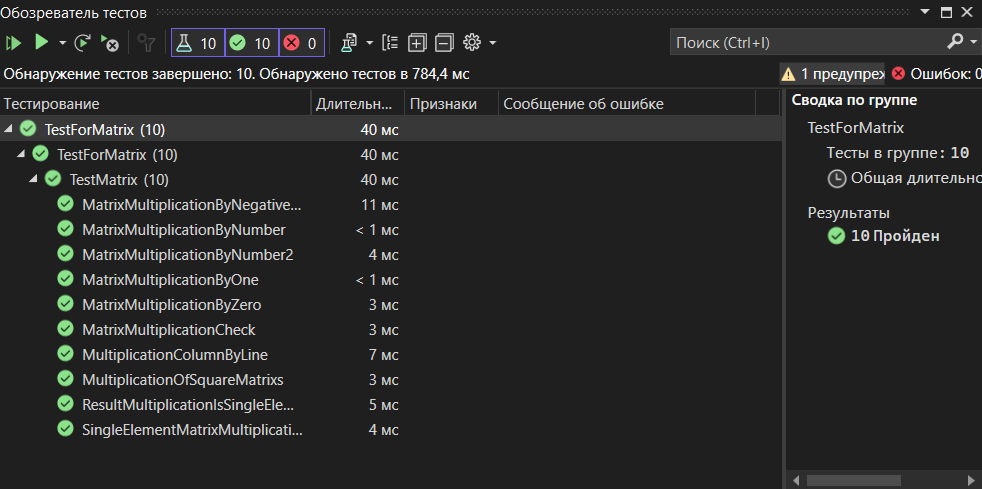 Обозреватель тестов
10 10 0 Поиск (Ctrl+I)
Обнаружение тестов завершено: 10. Обнаружено тестов в 784,4 мс 1 предупреж Ошибок: 0
Тестирование Длительн... Признаки Сообщение об ошибке
TestForMatrix (10) 40 мс
TestForMatrix (10) 40 мс
TestMatrix (10) 40 мс
MatrixMultiplicationByNegative... 11 мс
MatrixMultiplicationByNumber < 1 мс
MatrixMultiplicationByNumber2 4 мс
MatrixMultiplicationByOne < 1 мс
MatrixMultiplicationByZero 3 мс
MatrixMultiplicationCheck 3 мс
MultiplicationColumnByLine 7 мс
MultiplicationOfSquareMatrixs 3 мс
ResultMultiplicationIsSingleEle... 5 мс
SingleElementMatrixMultiplicati... 4 мс
Сводка по группе
TestForMatrix
Тесты в группе: 10
Общая длительно
Результаты
10 Пройден